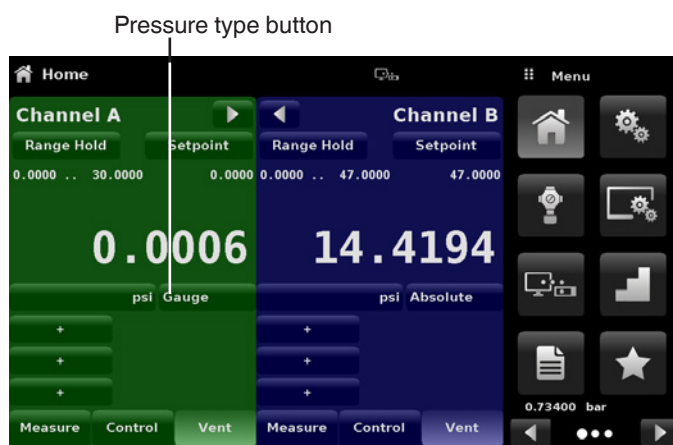 Pressure type button
Home
Menu
Channel A
Channel B
Range Hold Setpoint Range Hold Setpoint
0.0000 .. 30.0000 0.0000 0.0000 .. 47.0000 47.0000
0.0006 14.4194
psi Gauge psi Absolute
+ +
+ +
+ +
Measure Control Vent Measure Control Vent
0.73400 bar